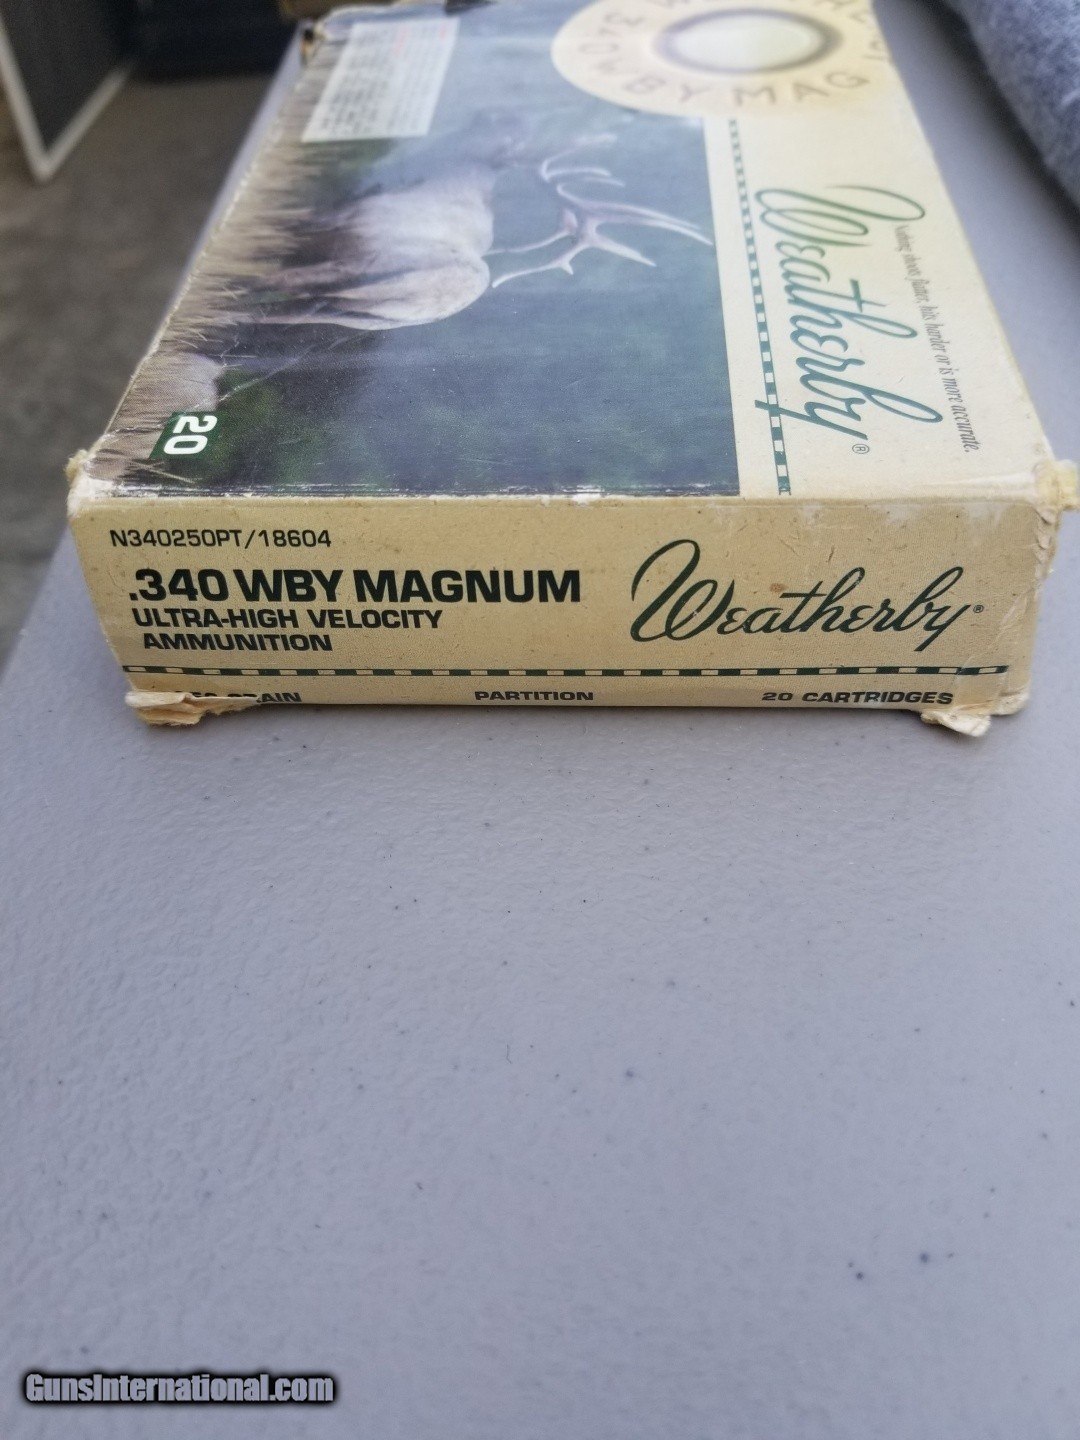 340 W
WBY MAG
Weatherby®
Nothing shoots flatter, hits harder or is more accurate.
20
N340250PT/18604
.340 WBY MAGNUM
ULTRA-HIGH VELOCITY
AMMUNITION
Weatherby®
PARTITION
20 CARTRIDGES
GunsInternational.com